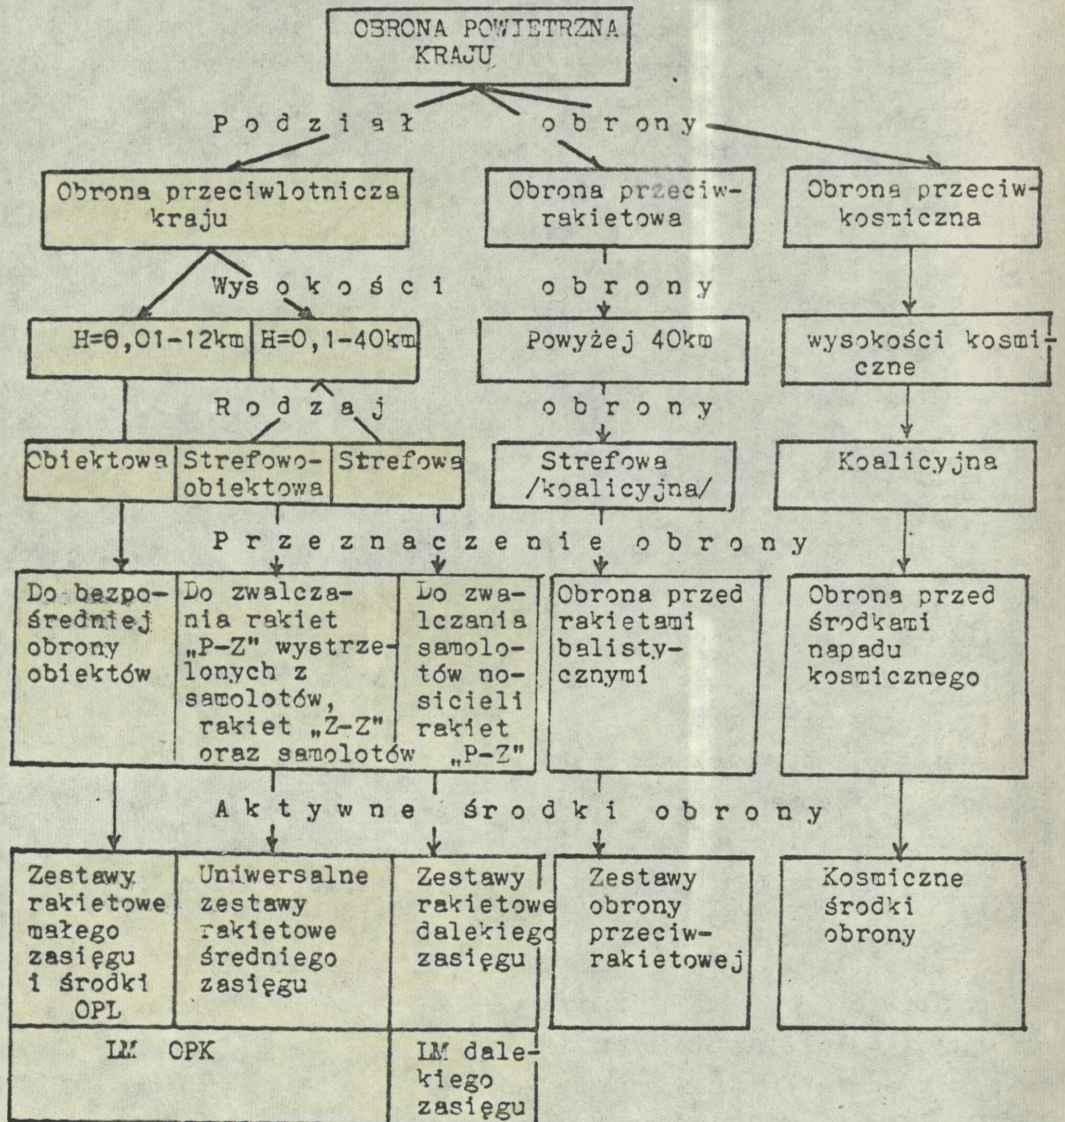 OBRONA POWIETRZNA
KRAJU
Podział obrony
Obrona przeciwlotnicza
kraju
Obrona przeciw-
rakietowa
Obrona przeciw-
kosmiczna
Wysokości obrony
H=0,01-12km
H=0,1-40km
Powyżej 40km
wysokości kosmi-
czne
Rodzaj obrony
Obiektowa
Strefowo-
obiektowa
Strefowa
Strefowa
/koalicyjna/
Koalicyjna
Przeznaczenie obrony
Do bezpo-
średniej
obrony
obiektów
Do zwalcza-
nia rakiet
„P-Z" wystrze-
lonych z
samolotów,
rakiet „Z-Z"
oraz samolotów
Do zwa-
lczania
samolo-
tów no-
sicieli
rakiet
„P-Z"
Obrona przed
rakietami
balisty-
cznymi
Obrona przed
środkami
napadu
kosmicznego
Aktywne środki obrony
Zestawy
rakietowe
małego
zasięgu
i środki
OPL
Uniwersalne
zestawy
rakietowe
średniego
zasięgu
Zestawy
rakietowe
dalekiego
zasięgu
Zestawy
obrony
przeciw-
rakietowej
Kosmiczne
środki
obrony
LM OPK
LM dale-
kiego
zasięgu